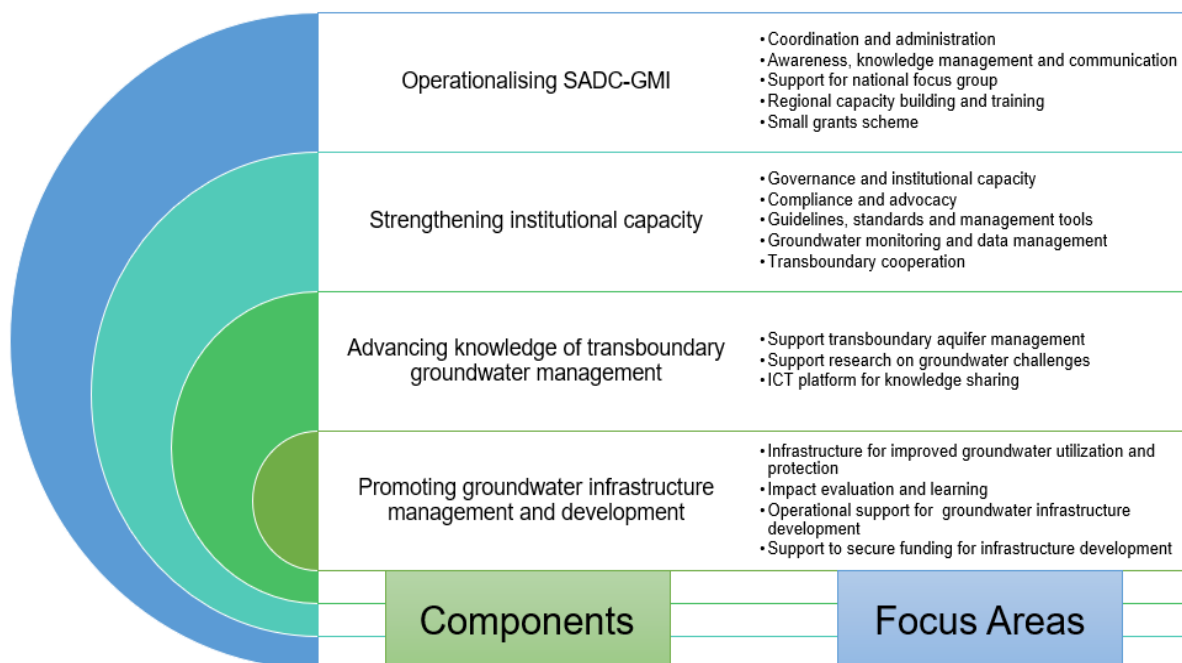 Operationalising SADC-GMI
• Coordination and administration
• Awareness, knowledge management and communication
• Support for national focus group
• Regional capacity building and training
• Small grants scheme
Strengthening institutional capacity
• Governance and institutional capacity
• Compliance and advocacy
• Guidelines, standards and management tools
• Groundwater monitoring and data management
• Transboundary cooperation
Advancing knowledge of transboundary
groundwater management
• Support transboundary aquifer management
• Support research on groundwater challenges
• ICT platform for knowledge sharing
Promoting groundwater infrastructure
management and development
• Infrastructure for improved groundwater utilization and
protection
• Impact evaluation and learning
• Operational support for  groundwater infrastructure
development
• Support to secure funding for infrastructure development
Components
Focus Areas